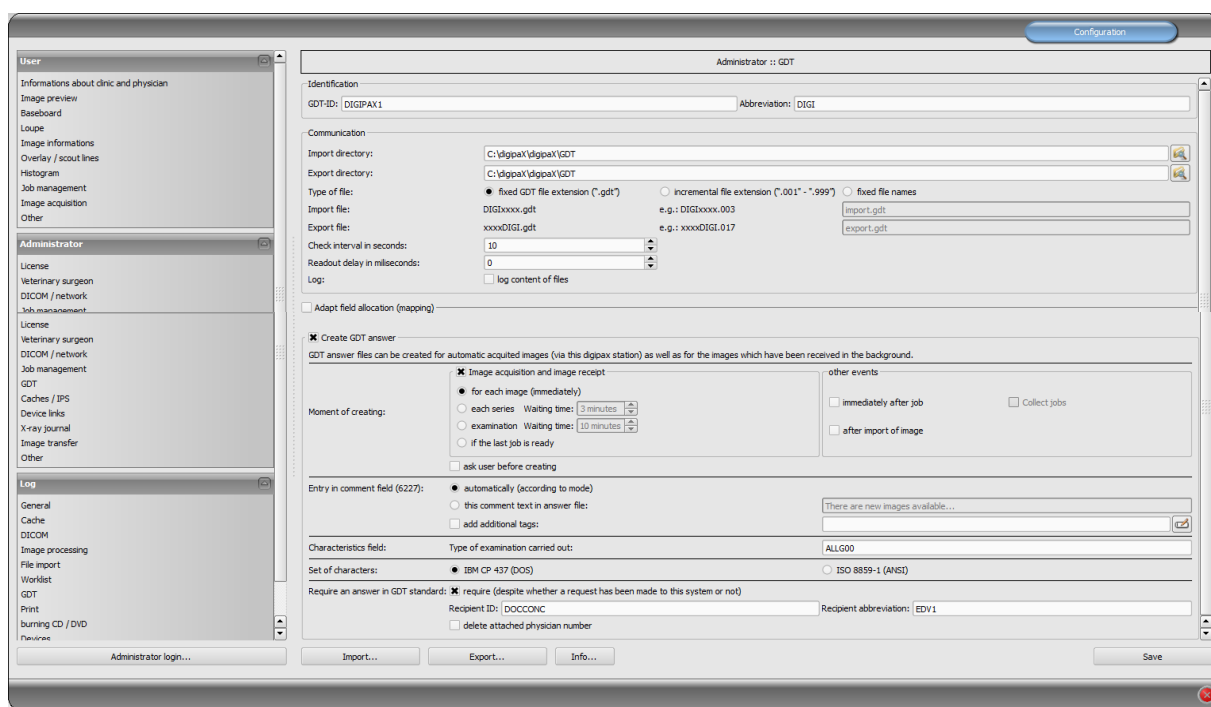 Configuration
User
Informations about clinic and physician
Image preview
Baseboard
Loupe
Image informations
Overlay / scout lines
Histogram
Job management
Image acquisition
Other
Administrator
License
Veterinary surgeon
DICOM / network
Job management
License
Veterinary surgeon
DICOM / network
Job management
GDT
Caches / IPS
Device links
X-ray journal
Image transfer
Other
Log
General
Cache
DICOM
Image processing
File import
Worklist
GDT
Print
burning CD / DVD
Devices
Administrator login...
Administrator :: GDT
Identification
GDT-ID: DIGIPAX1 Abbreviation: DIGI
Communication
Import directory: C:\digipaX\digipaX\GDT
Export directory: C:\digipaX\digipaX\GDT
Type of file: fixed GDT file extension (".gdt") incremental file extension (".001" - ".999") fixed file names
Import file: DIGIxxxx.gdt e.g.: DIGIxxxx.003 import.gdt
Export file: xxxxDIGI.gdt e.g.: xxxxDIGI.017 export.gdt
Check interval in seconds: 10
Readout delay in miliseconds: 0
Log: log content of files
Adapt field allocation (mapping)
Create GDT answer
GDT answer files can be created for automatic acquited images (via this digipax station) as well as for the images which have been received in the background.
Image acquisition and image receipt other events
for each image (immediately)
immediately after job Collect jobs
Moment of creating: each series Waiting time: 3 minutes
examination Waiting time: 10 minutes after import of image
if the last job is ready
ask user before creating
Entry in comment field (6227): automatically (according to mode)
this comment text in answer file: There are new images available...
add additional tags:
Characteristics field: Type of examination carried out: ALLG00
Set of characters: IBM CP 437 (DOS) ISO 8859-1 (ANSI)
Require an answer in GDT standard: require (despite whether a request has been made to this system or not)
Recipient ID: DOCCONC Recipient abbreviation: EDV1
delete attached physician number
Import... Export... Info... Save